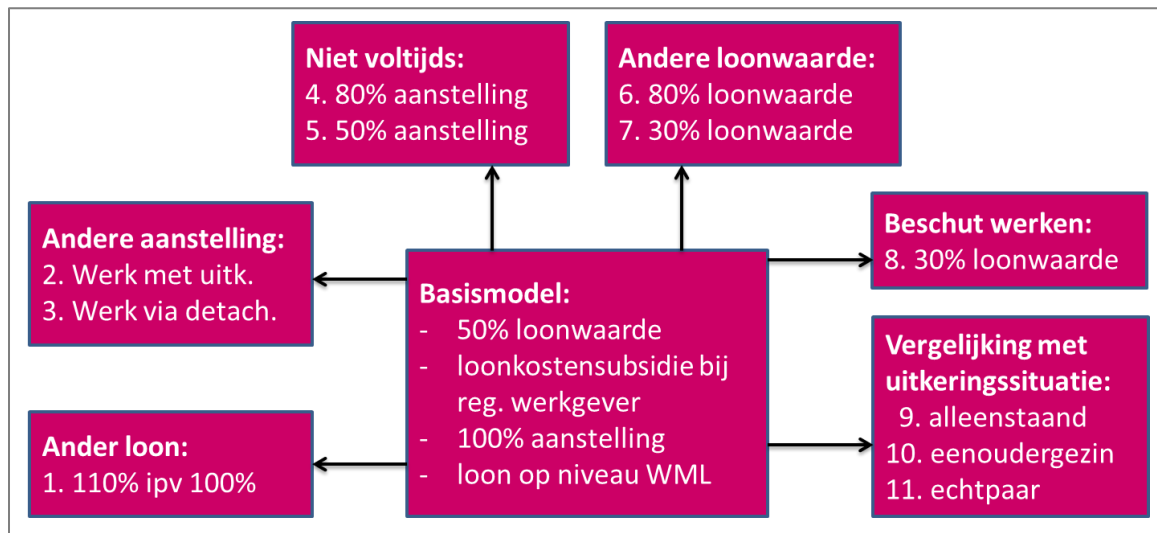 Niet voltijds:
4. 80% aanstelling
5. 50% aanstelling
Andere loonwaarde:
6. 80% loonwaarde
7. 30% loonwaarde
Andere aanstelling:
2. Werk met uitk.
3. Werk via detach.
Beschut werken:
8. 30% loonwaarde
Basismodel:
- 50% loonwaarde
- loonkostensubsidie bij
reg. werkgever
- 100% aanstelling
- loon op niveau WML
Ander loon:
1. 110% ipv 100%
Vergelijking met
uitkeringssituatie:
9. alleenstaand
10. eenoudergezin
11. echtpaar